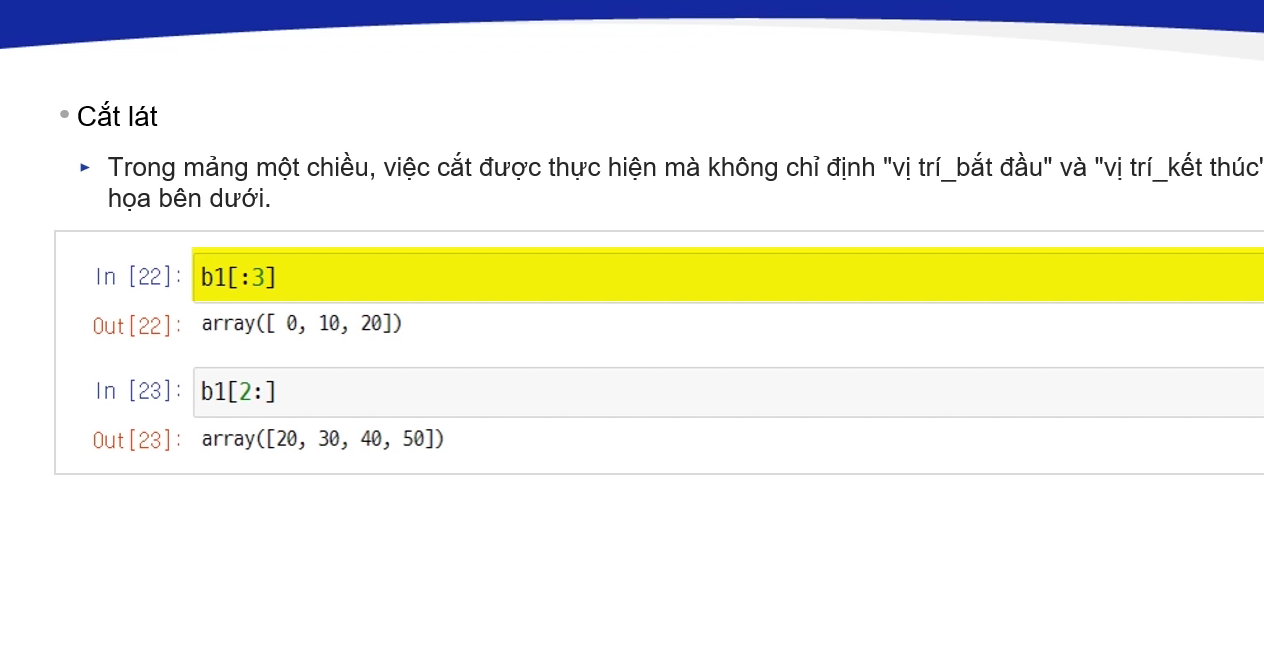 Cắt lát
Trong mảng một chiều, việc cắt được thực hiện mà không chỉ định "vị trí_bắt đầu" và "vị trí_kết thúc"
họa bên dưới.
In [22]: b1[:3]
Out[22]: array([ 0, 10, 20])
In [23]: b1[2:]
Out[23]: array([20, 30, 40, 50])